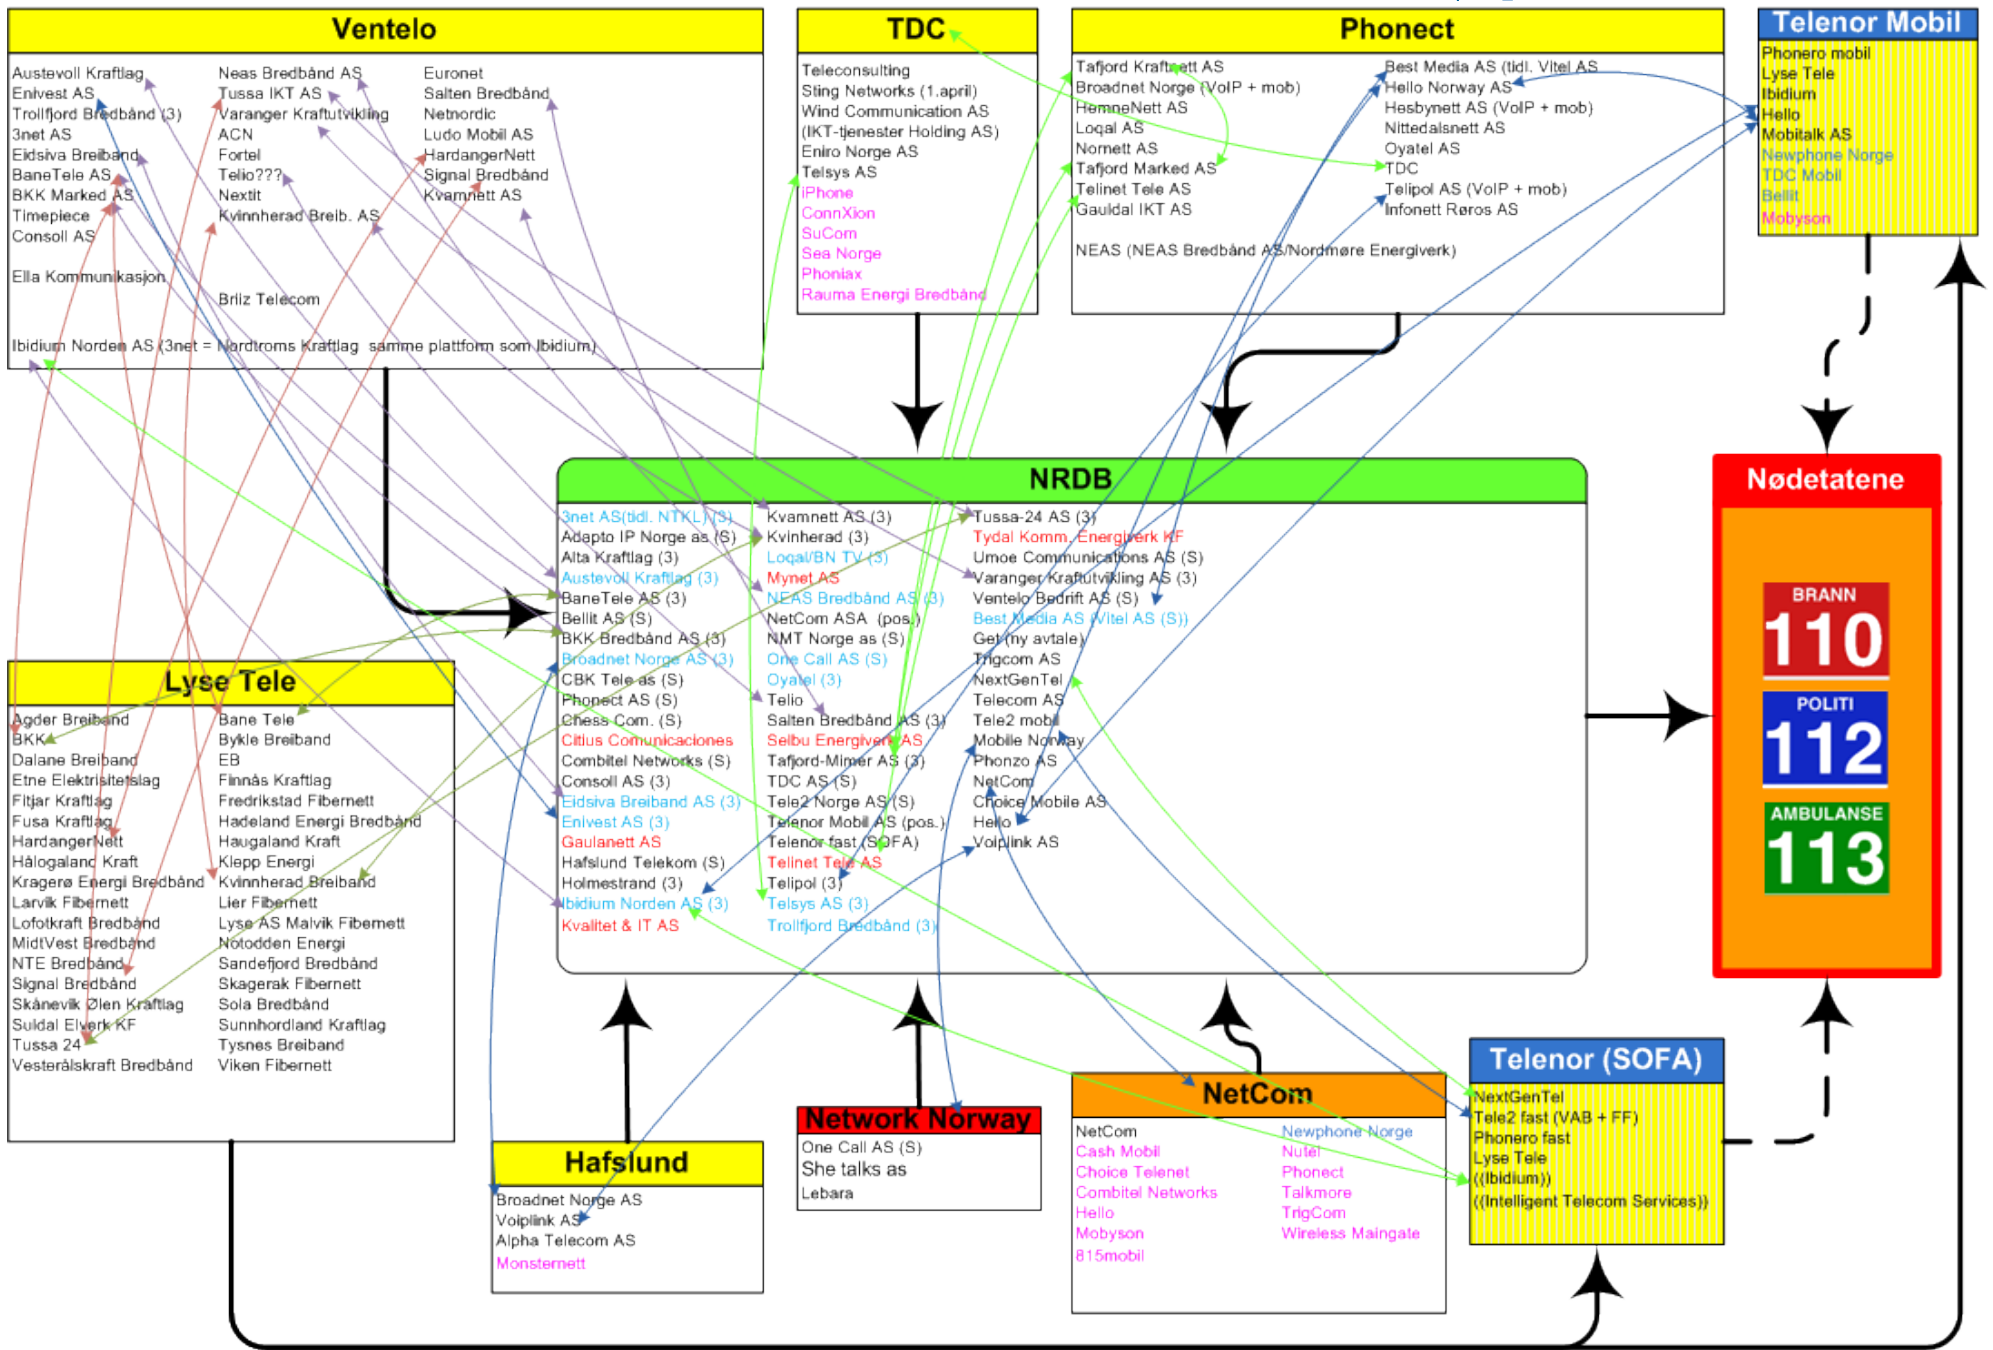 Ventelo
Austevoll Kraftlag
Enivest AS
Trollfjord Bredbånd (3)
3net AS
Eidsiva Breiband
BaneTele AS
BKK Marked AS
Timepiece
Consoll AS
Ella Kommunikasjon
Neas Bredbånd AS
Tussa IKT AS
Varanger Kraftutvikling
ACN
Fortel
Telio???
Nextit
Kvinnherad Breib. AS
Briiz Telecom
Euronet
Salten Bredbånd
Netnordic
Ludo Mobil AS
HardangerNett
Signal Bredbånd
Kvamnett AS
Ibidium Norden AS (3net = Nordtroms Kraftlag samme plattform som Ibidium)
TDC
Teleconsulting
Sting Networks (1.april)
Wind Communication AS
(IKT-tjenester Holding AS)
Eniro Norge AS
Telsys AS
iPhone
ConnXion
SuCom
Sea Norge
Phoniax
Rauma Energi Bredbånd
Phonect
Tafjord Kraftnett AS
Broadnet Norge (VoIP + mob)
HemneNett AS
Loqal AS
Nornett AS
Tafjord Marked AS
Telinet Tele AS
Gauldal IKT AS
Best Media AS (tidl. Vitel AS
Hello Norway AS
Hesbynett AS (VoIP + mob)
Nittedalsnett AS
Oyatel AS
TDC
Telipol AS (VoIP + mob)
Infonett Røros AS
NEAS (NEAS Bredbånd AS/Nordmøre Energiverk)
Telenor Mobil
Phonero mobil
Lyse Tele
Ibidium
Hello
Mobitalk AS
Newphone Norge
TDC Mobil
Bellit
Mobyson
NRDB
3net AS(tidl. NTKL) (3)
Adapto IP Norge as (S)
Alta Kraftlag (3)
Austevoll Kraftlag (3)
BaneTele AS (3)
Bellit AS (S)
BKK Bredbånd AS (3)
Broadnet Norge AS (3)
CBK Tele as (S)
Phonect AS (S)
Chess Com. (S)
Citius Comunicaciones
Combitel Networks (S)
Consoll AS (3)
Eidsiva Breiband AS (3)
Enivest AS (3)
Gaulanett AS
Hafslund Telekom (S)
Holmestrand (3)
Ibidium Norden AS (3)
Kvalitet & IT AS
Kvamnett AS (3)
Kvinherad (3)
Loqal/BN TV (3)
Mynet AS
NEAS Bredbånd AS (3)
NetCom ASA (pos.)
NMT Norge as (S)
One Call AS (S)
Oyatel (3)
Telio
Salten Bredbånd AS (3)
Selbu Energiverk AS
Tafjord-Mimer AS (3)
TDC AS (S)
Tele2 Norge AS (S)
Telenor Mobil AS (pos.)
Telenor fast (SOFA)
Telinet Tele AS
Telipol (3)
Telsys AS (3)
Trollfjord Bredbånd (3)
Tussa-24 AS (3)
Tydal Komm. Energiverk KF
Umoe Communications AS (S)
Varanger Kraftutvikling AS (3)
Ventelo Bedrift AS (S)
Best Media AS (Vitel AS (S))
Get (ny avtale)
Trigcom AS
NextGenTel
Telecom AS
Tele2 mobil
Mobile Norway
Phonzo AS
NetCom
Choice Mobile AS
Hello
Voiplink AS
Nødetatene
BRANN
110
POLITI
112
AMBULANSE
113
Lyse Tele
Agder Breiband
BKK
Dalane Breiband
Etne Elektrisitetslag
Fitjar Kraftlag
Fusa Kraftlag
HardangerNett
Hålogaland Kraft
Kragerø Energi Bredbånd
Larvik Fibernett
Lofotkraft Bredbånd
MidtVest Bredbånd
NTE Bredbånd
Signal Bredbånd
Skånevik Ølen Kraftlag
Suldal Elverk KF
Tussa 24
Vesterålskraft Bredbånd
Bane Tele
Bykle Breiband
EB
Finnås Kraftlag
Fredrikstad Fibernett
Hadeland Energi Bredbånd
Haugaland Kraft
Klepp Energi
Kvinnherad Breiband
Lier Fibernett
Lyse AS Malvik Fibernett
Notodden Energi
Sandefjord Bredbånd
Skagerak Fibernett
Sola Bredbånd
Sunnhordland Kraftlag
Tysnes Breiband
Viken Fibernett
Hafslund
Broadnet Norge AS
Voiplink AS
Alpha Telecom AS
Monsternett
Network Norway
One Call AS (S)
She talks as
Lebara
NetCom
NetCom
Cash Mobil
Choice Telenet
Combitel Networks
Hello
Mobyson
815mobil
Newphone Norge
Nutel
Phonect
Talkmore
TrigCom
Wireless Maingate
Telenor (SOFA)
NextGenTel
Tele2 fast (VAB + FF)
Phonero fast
Lyse Tele
((Ibidium))
((Intelligent Telecom Services))